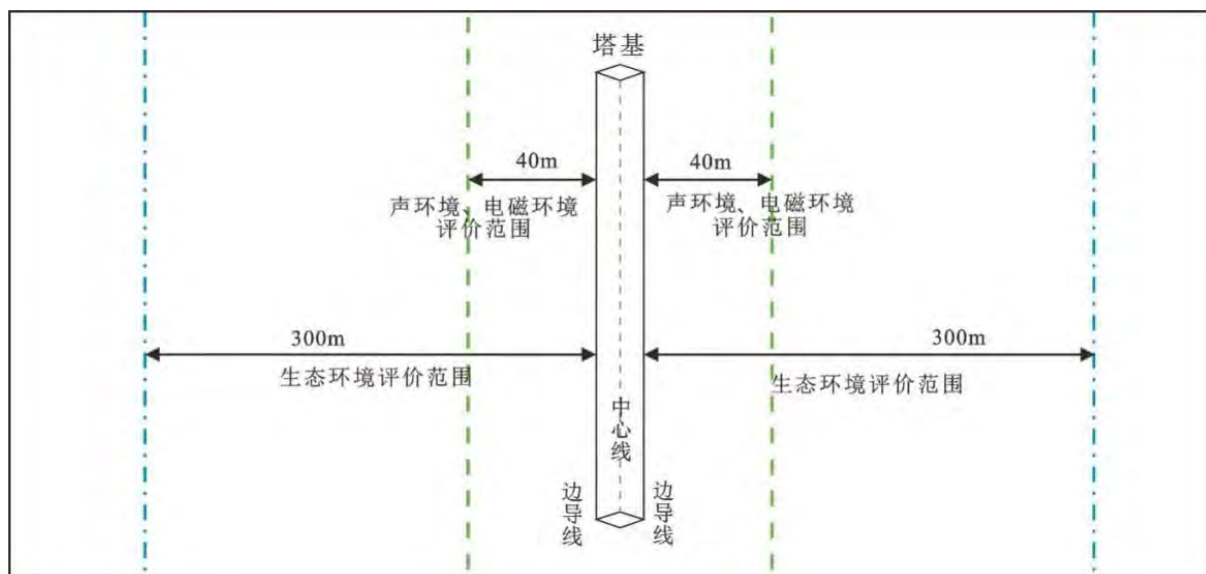 塔基
40m
40m
声环境、电磁环境
评价范围
声环境、电磁环境
评价范围
300m
300m
生态环境评价范围
生态环境评价范围
中心线
边导线
边导线